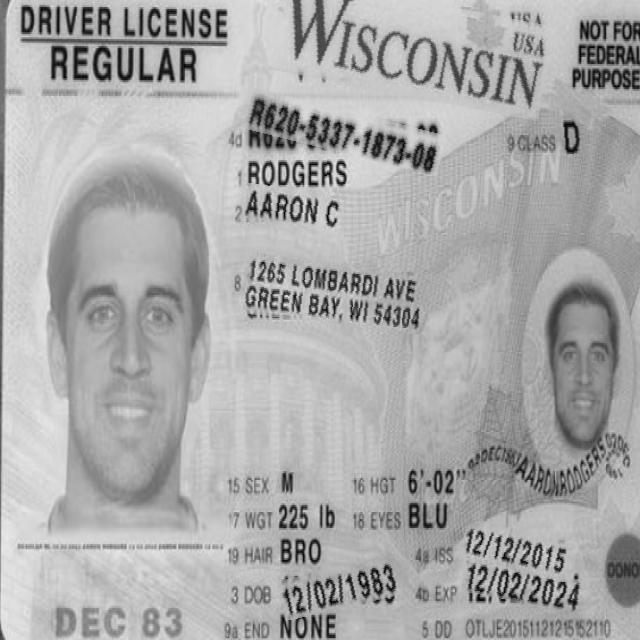 DRIVER LICENSE
REGULAR
WISCONSIN
USA
USA
NOT FOR
FEDERAL
PURPOSE
4d R620-5337-1873-08
9 CLASS D
1 RODGERS
2 AARON C
WISCONSIN
8 1265 LOMBARDI AVE
GREEN BAY, WI 54304
15 SEX M 16 HGT 6'-02"
17 WGT 225 lb 18 EYES BLU
19 HAIR BRO 4a ISS 12/12/2015
3 DOB 12/02/1983 4b EXP 12/02/2024
9a END NONE 5 DD OTLJE20151121215152110
DEC 83
AARONRODGERS
DONO